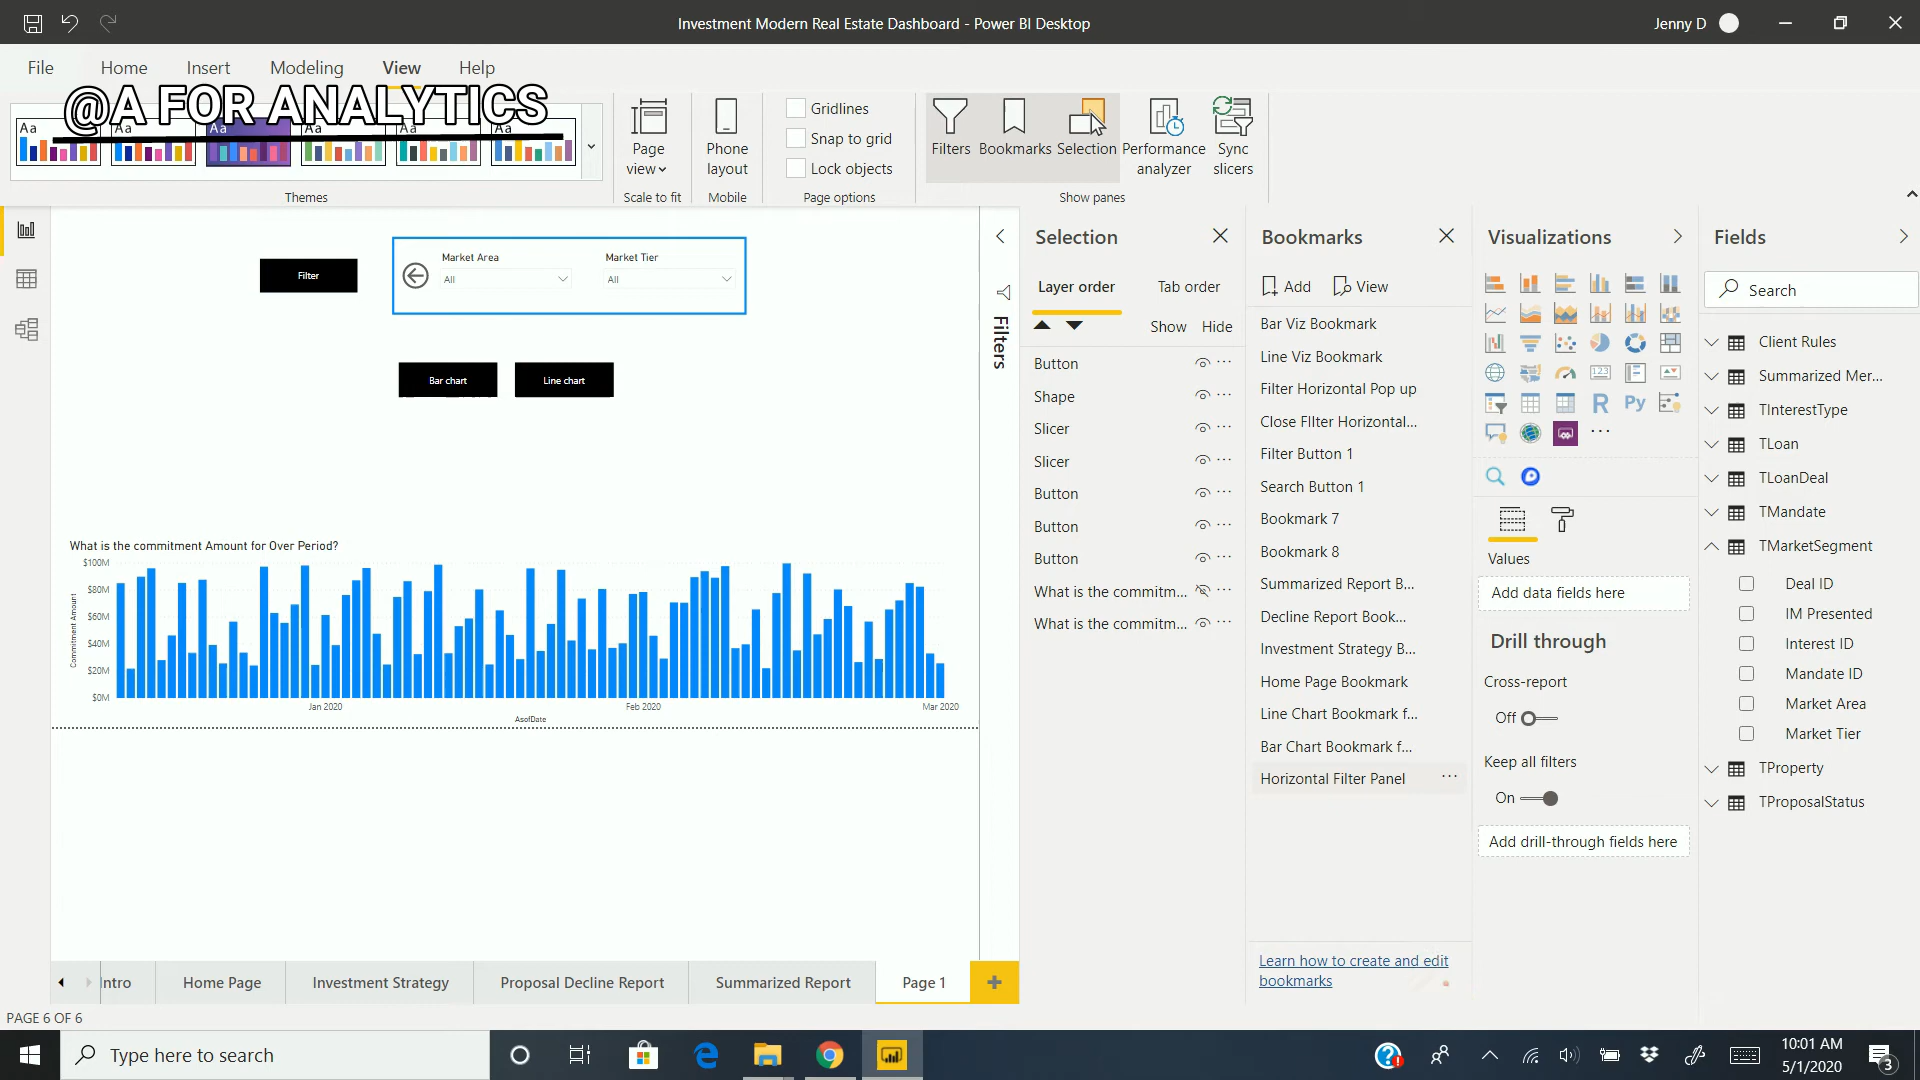 Investment Modern Real Estate Dashboard - Power BI Desktop
Jenny D
File
Home
Insert
Modeling
View
Help
@A FOR ANALYTICS
Aa
Aa
Aa
Aa
Aa
Aa
Themes
Page view
Scale to fit
Phone layout
Mobile
Gridlines
Snap to grid
Lock objects
Page options
Filters
Bookmarks
Selection
Performance analyzer
Sync slicers
Show panes
Filter
Market Area
All
Market Tier
All
Bar chart
Line chart
What is the commitment Amount for Over Period?
Commitment Amount
$100M
$80M
$60M
$40M
$20M
$0M
Jan 2020
Feb 2020
Mar 2020
AsofDate
Filters
Selection
Layer order
Tab order
Show
Hide
Button
Shape
Slicer
Slicer
Button
Button
Button
What is the commitm...
What is the commitm...
Bookmarks
Add
View
Bar Viz Bookmark
Line Viz Bookmark
Filter Horizontal Pop up
Close FIlter Horizontal...
Filter Button 1
Search Button 1
Bookmark 7
Bookmark 8
Summarized Report B...
Decline Report Book...
Investment Strategy B...
Home Page Bookmark
Line Chart Bookmark f...
Bar Chart Bookmark f...
Horizontal Filter Panel
Learn how to create and edit
bookmarks
Visualizations
123
R
Py
Values
Add data fields here
Drill through
Cross-report
Off
Keep all filters
On
Add drill-through fields here
Fields
Search
Client Rules
Summarized Mer...
TInterestType
TLoan
TLoanDeal
TMandate
TMarketSegment
Deal ID
IM Presented
Interest ID
Mandate ID
Market Area
Market Tier
TProperty
TProposalStatus
Intro
Home Page
Investment Strategy
Proposal Decline Report
Summarized Report
Page 1
PAGE 6 OF 6
Type here to search
10:01 AM
5/1/2020
3